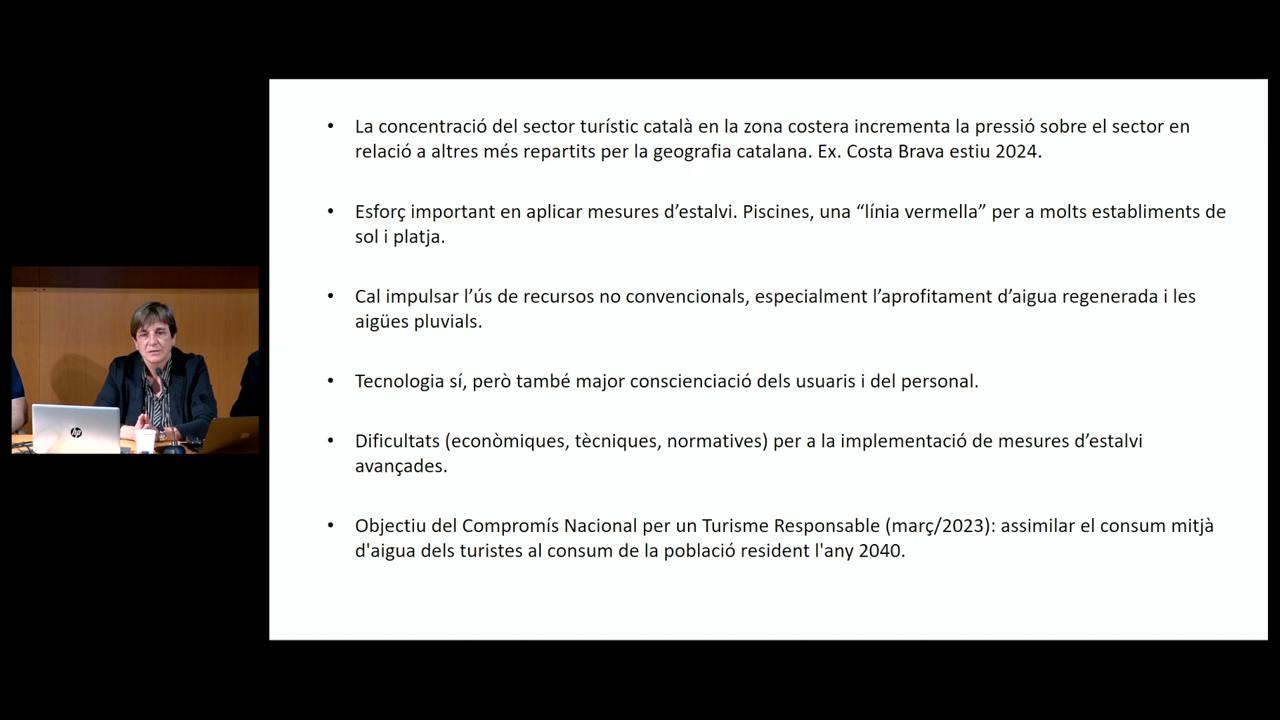 • La concentració del sector turístic català en la zona costera incrementa la pressió sobre el sector en
relació a altres més repartits per la geografia catalana. Ex. Costa Brava estiu 2024.
• Esforç important en aplicar mesures d’estalvi. Piscines, una “línia vermella” per a molts establiments de
sol i platja.
• Cal impulsar l’ús de recursos no convencionals, especialment l’aprofitament d’aigua regenerada i les
aigües pluvials.
• Tecnologia sí, però també major conscienciació dels usuaris i del personal.
• Dificultats (econòmiques, tècniques, normatives) per a la implementació de mesures d’estalvi
avançades.
• Objectiu del Compromís Nacional per un Turisme Responsable (març/2023): assimilar el consum mitjà
d'aigua dels turistes al consum de la població resident l'any 2040.
hp